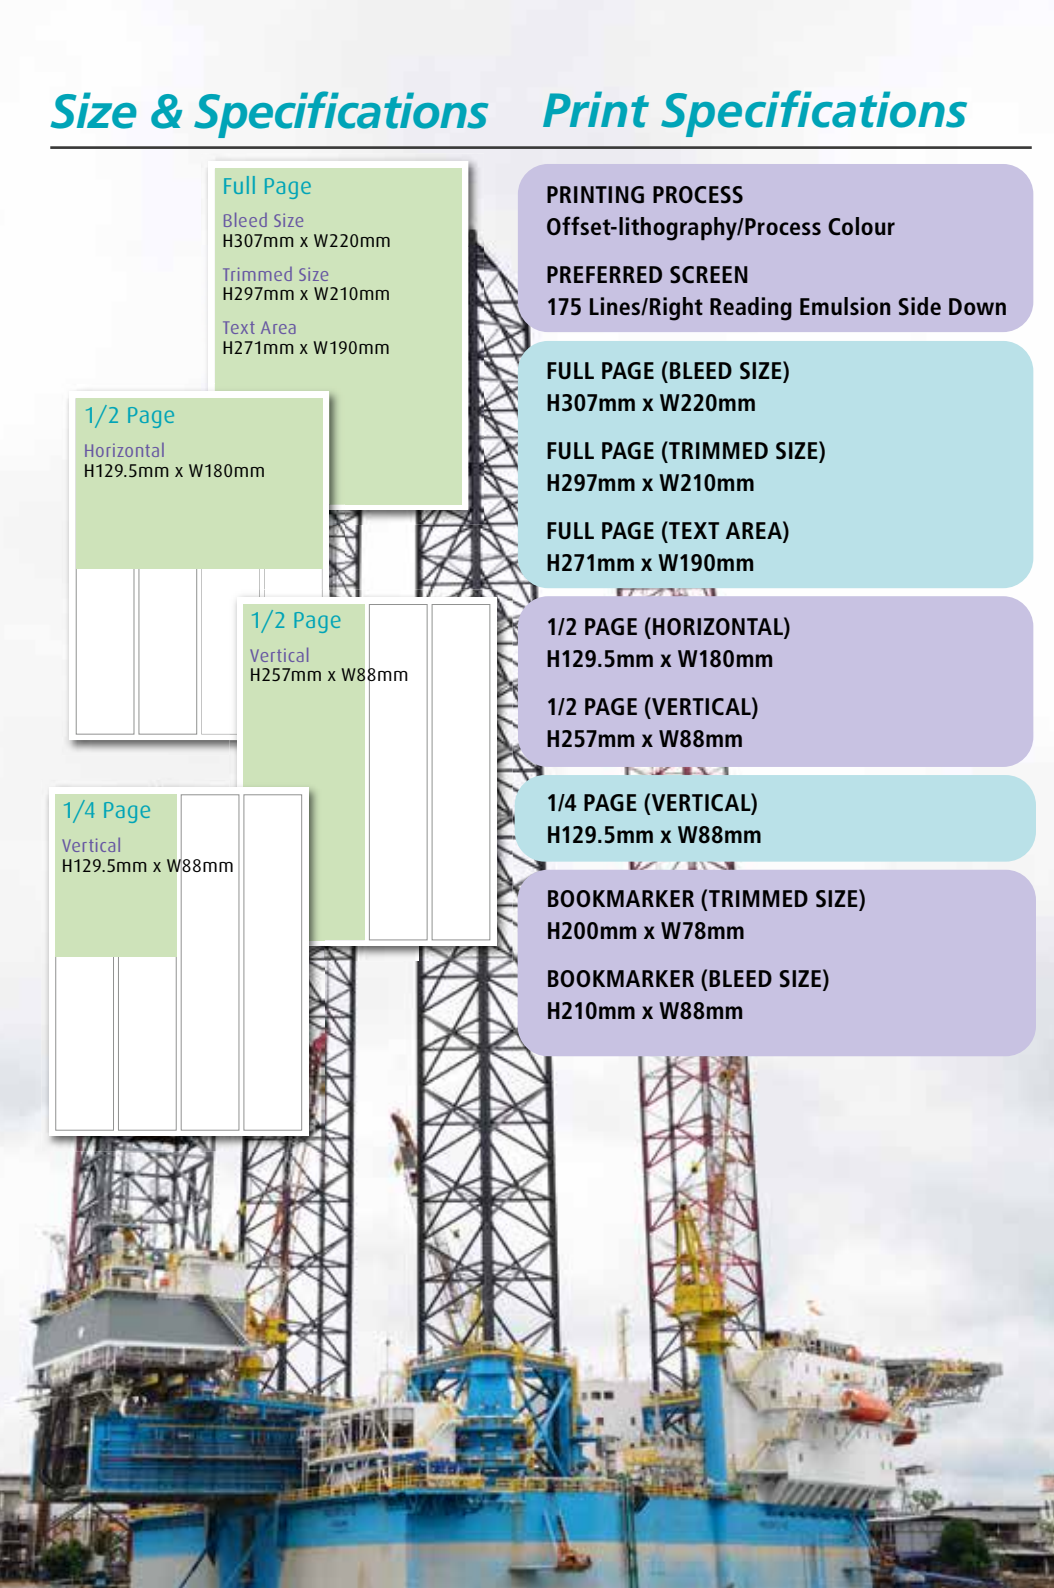 Size & Specifications
Print Specifications
Full Page
Bleed Size
H307mm x W220mm
Trimmed Size
H297mm x W210mm
Text Area
H271mm x W190mm
1/2 Page
Horizontal
H129.5mm x W180mm
1/2 Page
Vertical
H257mm x W88mm
1/4 Page
Vertical
H129.5mm x W88mm
PRINTING PROCESS
Offset-lithography/Process Colour
PREFERRED SCREEN
175 Lines/Right Reading Emulsion Side Down
FULL PAGE (BLEED SIZE)
H307mm x W220mm
FULL PAGE (TRIMMED SIZE)
H297mm x W210mm
FULL PAGE (TEXT AREA)
H271mm x W190mm
1/2 PAGE (HORIZONTAL)
H129.5mm x W180mm
1/2 PAGE (VERTICAL)
H257mm x W88mm
1/4 PAGE (VERTICAL)
H129.5mm x W88mm
BOOKMARKER (TRIMMED SIZE)
H200mm x W78mm
BOOKMARKER (BLEED SIZE)
H210mm x W88mm